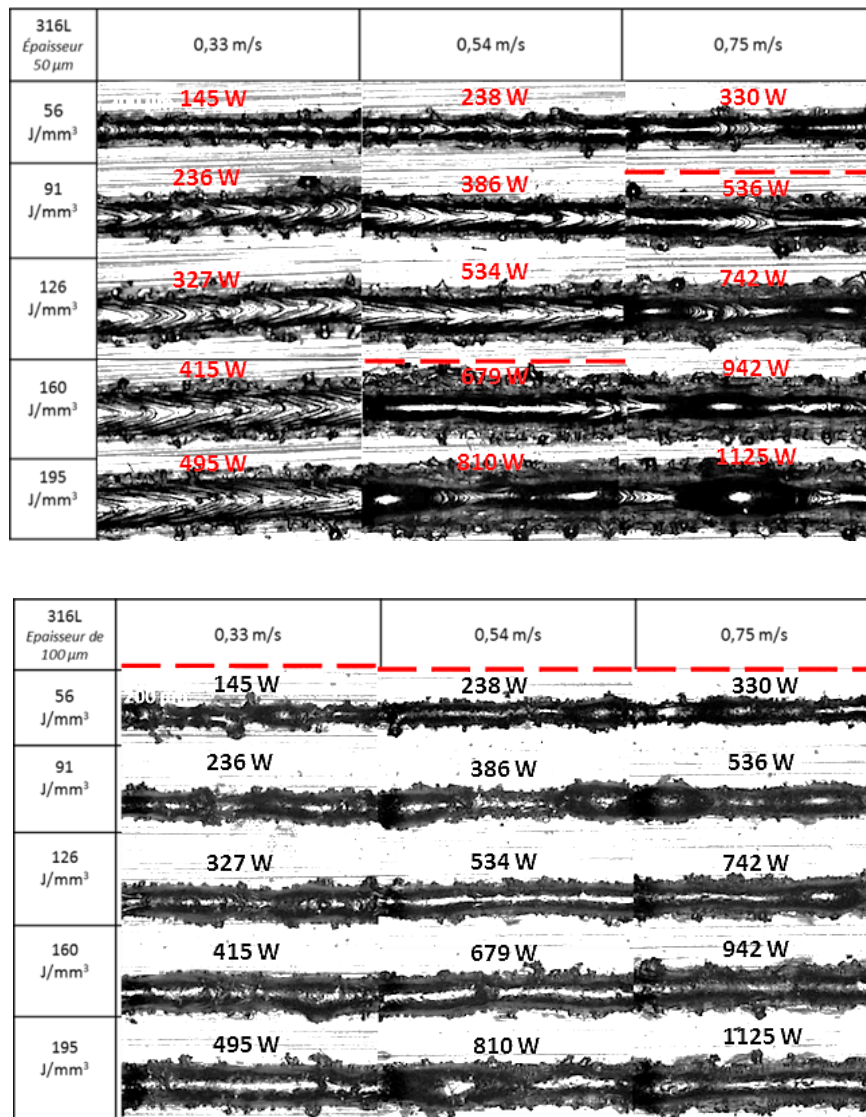 316L
Épaisseur
50 µm
0,33 m/s
0,54 m/s
0,75 m/s
56
J/mm³
145 W
238 W
330 W
91
J/mm³
236 W
386 W
536 W
126
J/mm³
327 W
534 W
742 W
160
J/mm³
415 W
679 W
942 W
195
J/mm³
495 W
810 W
1125 W
316L
Epaisseur de
100 µm
0,33 m/s
0,54 m/s
0,75 m/s
56
J/mm³
200 µm
145 W
238 W
330 W
91
J/mm³
236 W
386 W
536 W
126
J/mm³
327 W
534 W
742 W
160
J/mm³
415 W
679 W
942 W
195
J/mm³
495 W
810 W
1125 W